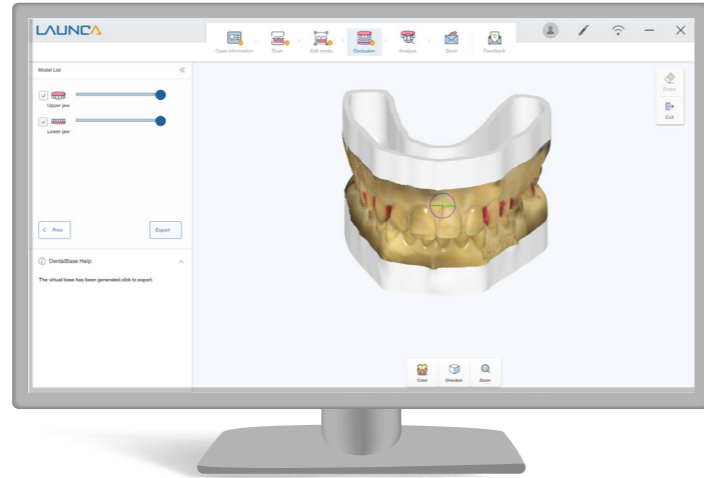 LAUNCA
Case information
Scan
Edit mode
Occlusion
Analyze
Send
Feedback
Model List
Upper jaw
Lower jaw
Prev
Export
DentalBase Help
The virtual base has been generated.click to export.
Erase
Exit
Color
Direction
Zoom